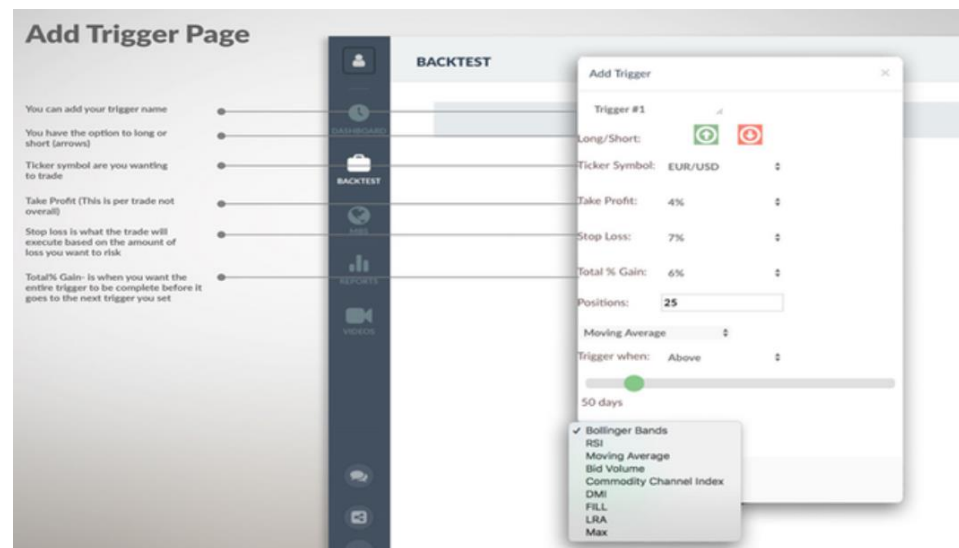 Add Trigger Page
You can add your trigger name
You have the option to long or
short (arrows)
Ticker symbol are you wanting
to trade
Take Profit (This is per trade not
overall)
Stop loss is what the trade will
execute based on the amount of
loss you want to risk
Total% Gain- is when you want the
entire trigger to be complete before it
goes to the next trigger you set
DASHBOARD
BACKTEST
MRI
REPORTS
VIDEOS
BACKTEST
Add Trigger
Trigger #1
Long/Short:
Ticker Symbol: EUR/USD
Take Profit: 4%
Stop Loss: 7%
Total % Gain: 6%
Positions: 25
Moving Average
Trigger when: Above
50 days
✓ Bollinger Bands
RSI
Moving Average
Bid Volume
Commodity Channel Index
DMI
FILL
LRA
Max